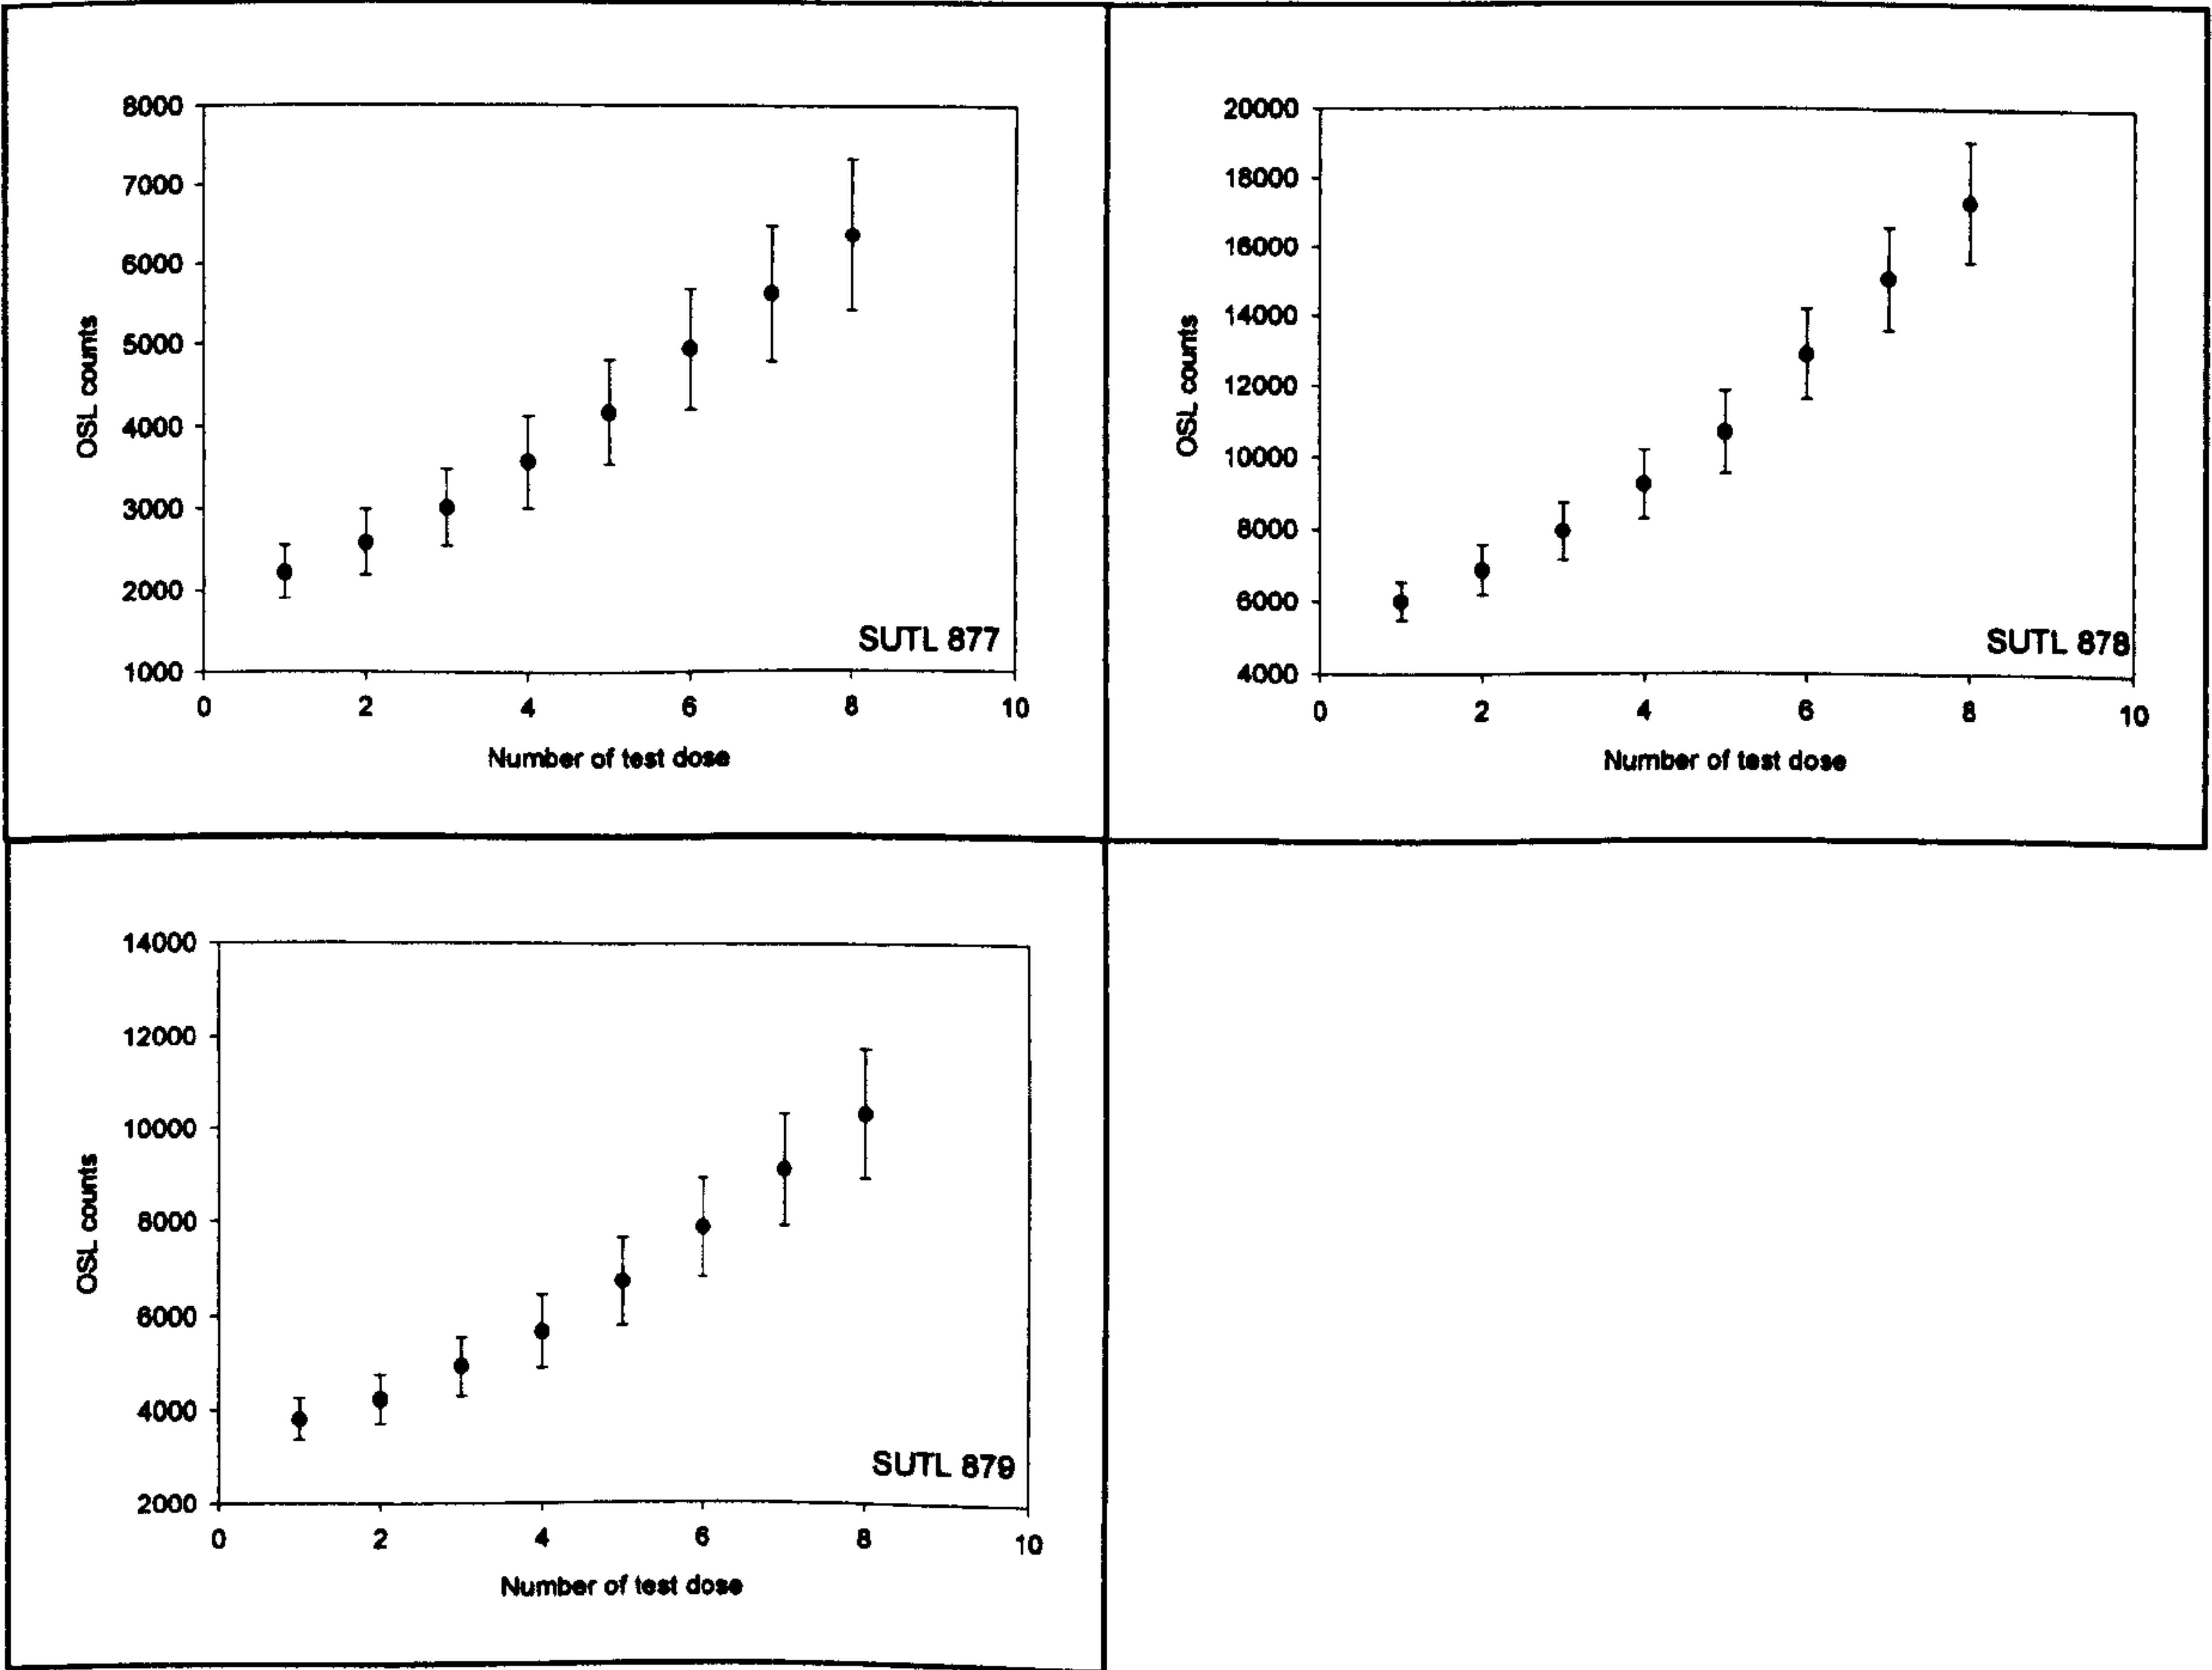 8000
7000
6000
5000
4000
3000
2000
1000
OSL counts
SUTL 877
0 2 4 6 8 10
Number of test dose
20000
18000
16000
14000
12000
10000
8000
6000
4000
OSL counts
SUTL 878
0 2 4 6 8 10
Number of test dose
14000
12000
10000
8000
6000
4000
2000
OSL counts
SUTL 879
0 2 4 6 8 10
Number of test dose